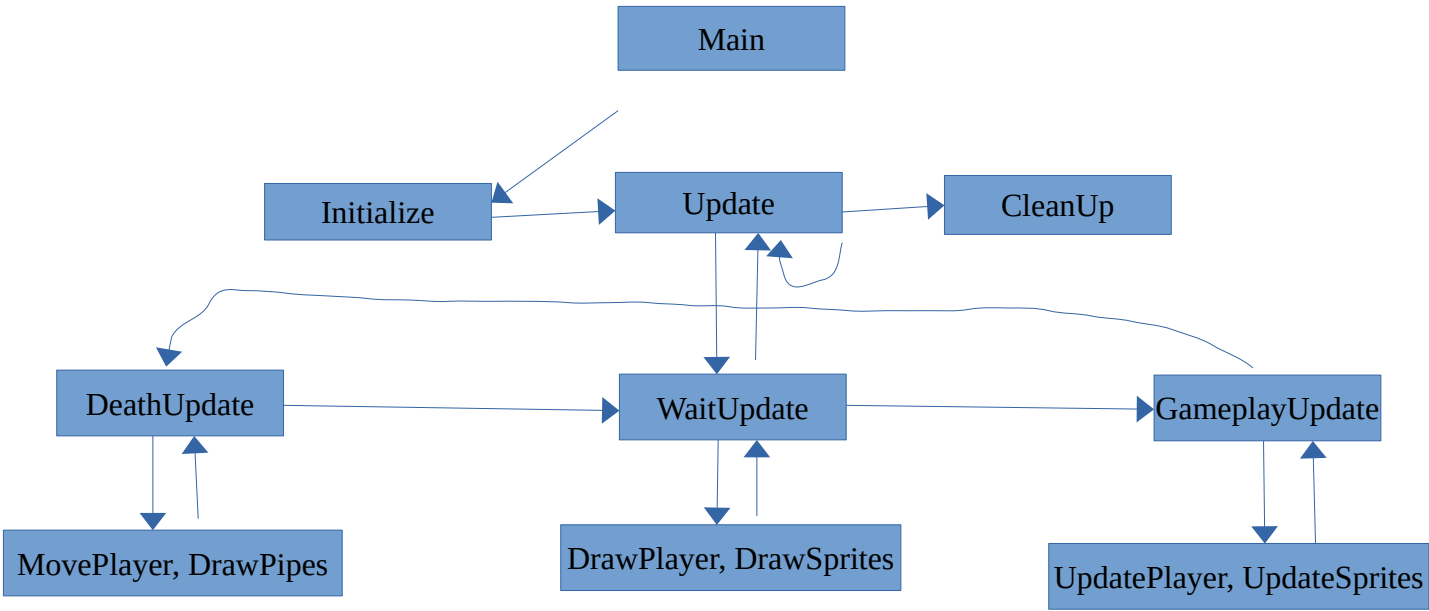 Main
Initialize
Update
CleanUp
DeathUpdate
WaitUpdate
GameplayUpdate
MovePlayer, DrawPipes
DrawPlayer, DrawSprites
UpdatePlayer, UpdateSprites